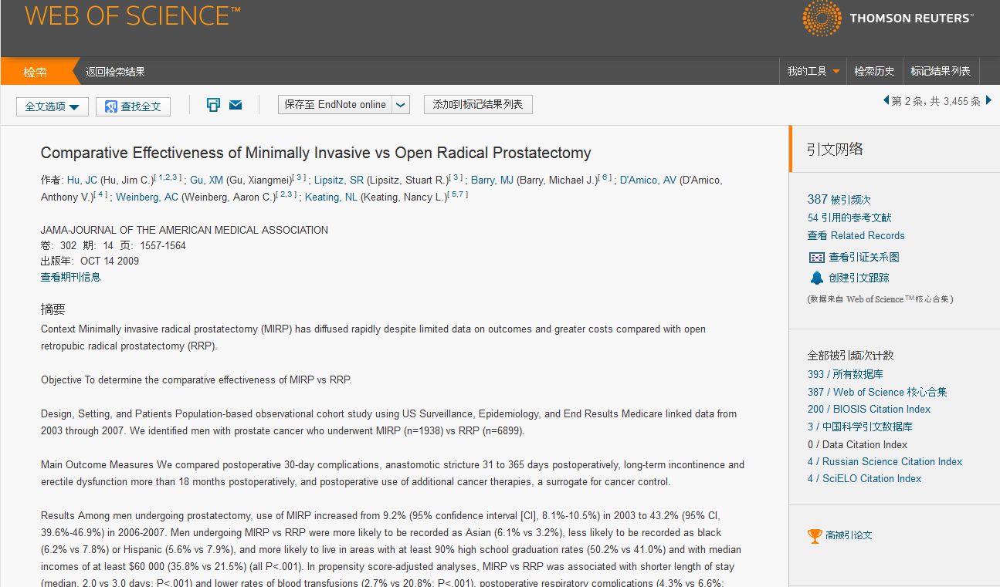 WEB OF SCIENCE™
THOMSON REUTERS™
检索
返回检索结果
我的工具
检索历史
标记结果列表
全文选项
查找全文
保存至 EndNote online
添加到标记结果列表
第 2 条，共 3,455 条
Comparative Effectiveness of Minimally Invasive vs Open Radical Prostatectomy
作者: Hu, JC (Hu, Jim C.)[ 1,2,3 ] ; Gu, XM (Gu, Xiangmei)[ 3 ] ; Lipsitz, SR (Lipsitz, Stuart R.)[ 3 ] ; Barry, MJ (Barry, Michael J.)[ 6 ] ; D'Amico, AV (D'Amico,
Anthony V.)[ 4 ] ; Weinberg, AC (Weinberg, Aaron C.)[ 2,3 ] ; Keating, NL (Keating, Nancy L.)[ 5,7 ]
JAMA-JOURNAL OF THE AMERICAN MEDICAL ASSOCIATION
卷: 302 期: 14 页: 1557-1564
出版年: OCT 14 2009
查看期刊信息
摘要
Context Minimally invasive radical prostatectomy (MIRP) has diffused rapidly despite limited data on outcomes and greater costs compared with open
retropubic radical prostatectomy (RRP).
Objective To determine the comparative effectiveness of MIRP vs RRP.
Design, Setting, and Patients Population-based observational cohort study using US Surveillance, Epidemiology, and End Results Medicare linked data from
2003 through 2007. We identified men with prostate cancer who underwent MIRP (n=1938) vs RRP (n=6899).
Main Outcome Measures We compared postoperative 30-day complications, anastomotic stricture 31 to 365 days postoperatively, long-term incontinence and
erectile dysfunction more than 18 months postoperatively, and postoperative use of additional cancer therapies, a surrogate for cancer control.
Results Among men undergoing prostatectomy, use of MIRP increased from 9.2% (95% confidence interval [CI], 8.1%-10.5%) in 2003 to 43.2% (95% CI,
39.6%-46.9%) in 2006-2007. Men undergoing MIRP vs RRP were more likely to be recorded as Asian (6.1% vs 3.2%), less likely to be recorded as black
(6.2% vs 7.8%) or Hispanic (5.6% vs 7.9%), and more likely to live in areas with at least 90% high school graduation rates (50.2% vs 41.0%) and with median
incomes of at least $60 000 (35.8% vs 21.5%) (all P<.001). In propensity score-adjusted analyses, MIRP vs RRP was associated with shorter length of stay
(median, 2.0 vs 3.0 days; P<.001) and lower rates of blood transfusions (2.7% vs 20.8%; P<.001), postoperative respiratory complications (4.3% vs 6.6%;
引文网络
387 被引频次
54 引用的参考文献
查看 Related Records
查看引证关系图
创建引文跟踪
(数据来自 Web of Science TM 核心合集)
全部被引频次计数
393 / 所有数据库
387 / Web of Science 核心合集
200 / BIOSIS Citation Index
3 / 中国科学引文数据库
0 / Data Citation Index
4 / Russian Science Citation Index
4 / SciELO Citation Index
高被引论文